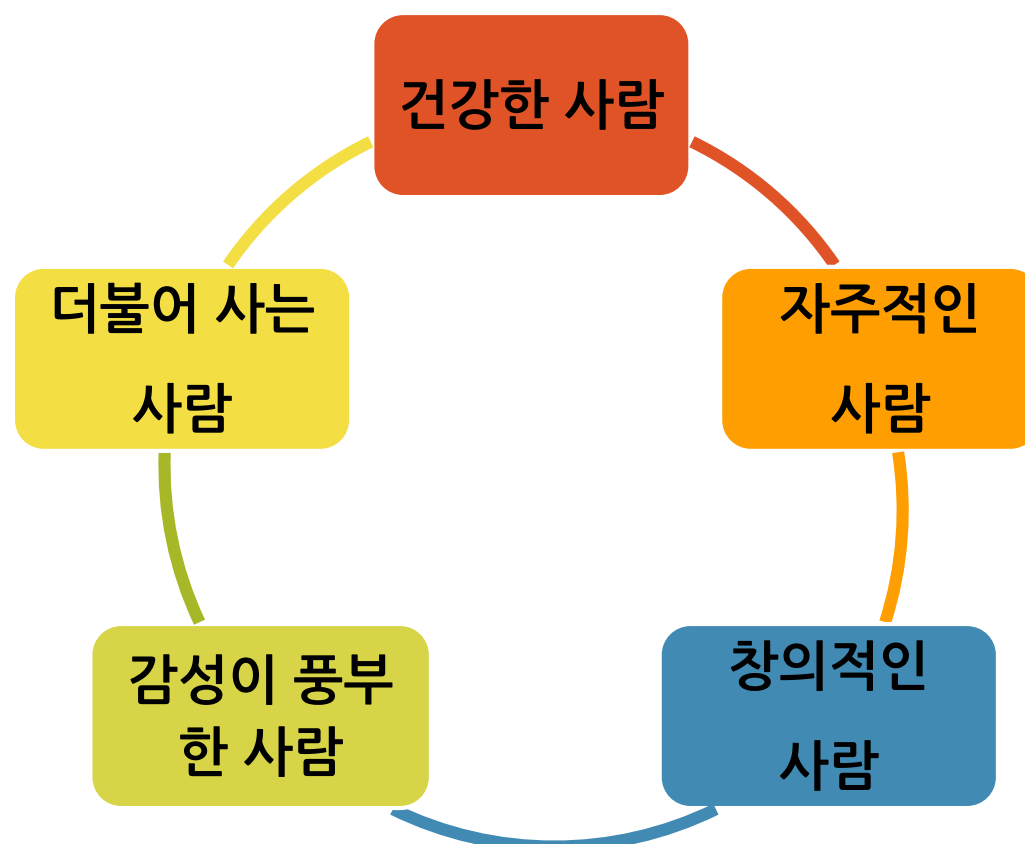 건강한 사람
더불어 사는
사람
자주적인
사람
감성이 풍부
한 사람
창의적인
사람